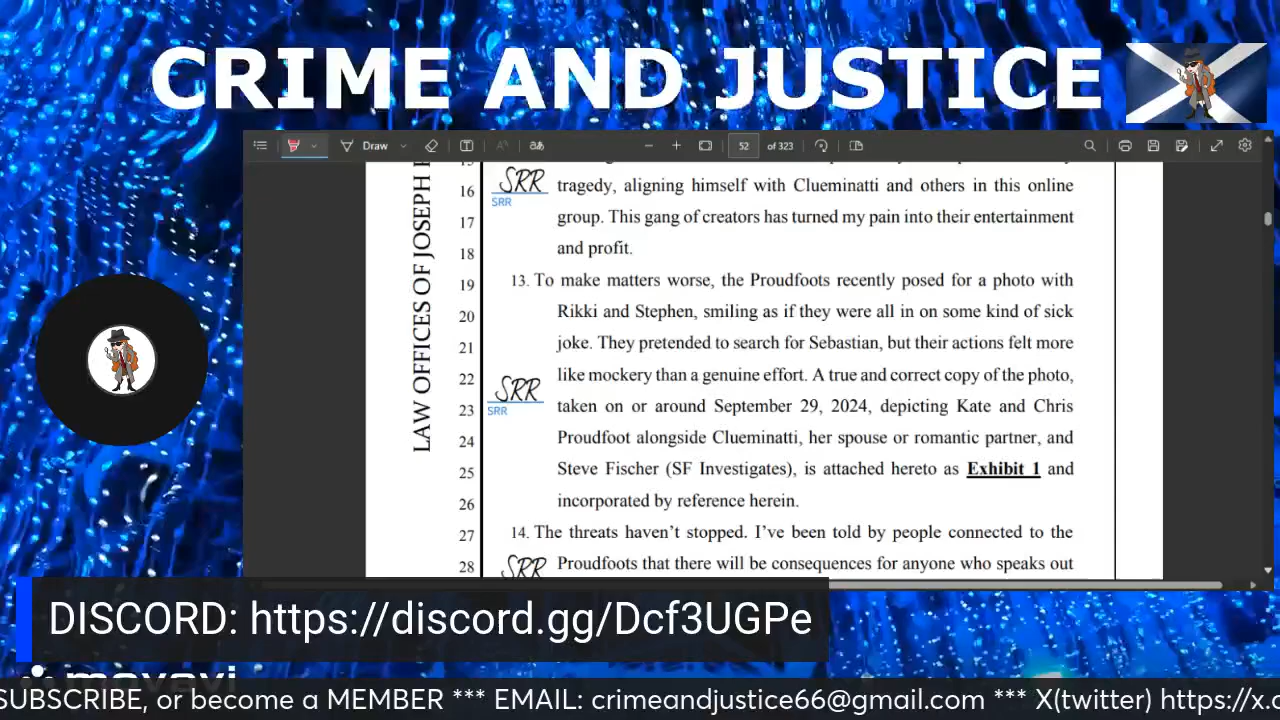 CRIME AND JUSTICE
Draw
52 of 323
LAW OFFICES OF JOSEPH
16 SRR tragedy, aligning himself with Clueminatti and others in this online
SRR
17 group. This gang of creators has turned my pain into their entertainment
18 and profit.
19 13. To make matters worse, the Proudfoots recently posed for a photo with
20 Rikki and Stephen, smiling as if they were all in on some kind of sick
21 joke. They pretended to search for Sebastian, but their actions felt more
22 SRR like mockery than a genuine effort. A true and correct copy of the photo,
23 SRR taken on or around September 29, 2024, depicting Kate and Chris
24 Proudfoot alongside Clueminatti, her spouse or romantic partner, and
25 Steve Fischer (SF Investigates), is attached hereto as Exhibit 1 and
26 incorporated by reference herein.
27 14. The threats haven't stopped. I've been told by people connected to the
28 SRR Proudfoots that there will be consequences for anyone who speaks out
DISCORD: https://discord.gg/Dcf3UGPe
SUBSCRIBE, or become a MEMBER *** EMAIL: crimeandjustice66@gmail.com *** X(twitter) https://x.c